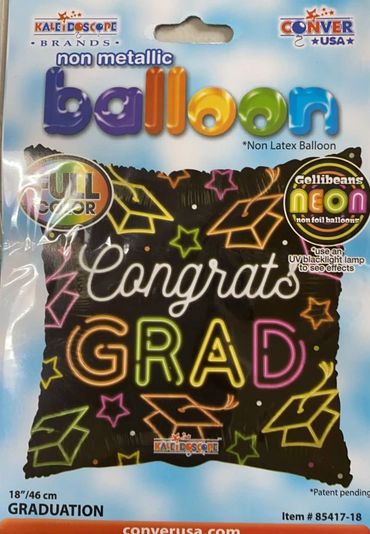 KALEIDOSCOPE
BRANDS
CONVER
USA
non metallic
balloon
*Non Latex Balloon
FULL
COLOR
Gellibeans
NEON
non foil balloons
*use an
UV blacklight lamp
to see effects
Congrats
GRAD
KALEIDOSCOPE
18"/46 cm
GRADUATION
*Patent pending
Item # 85417-18
converusa.com